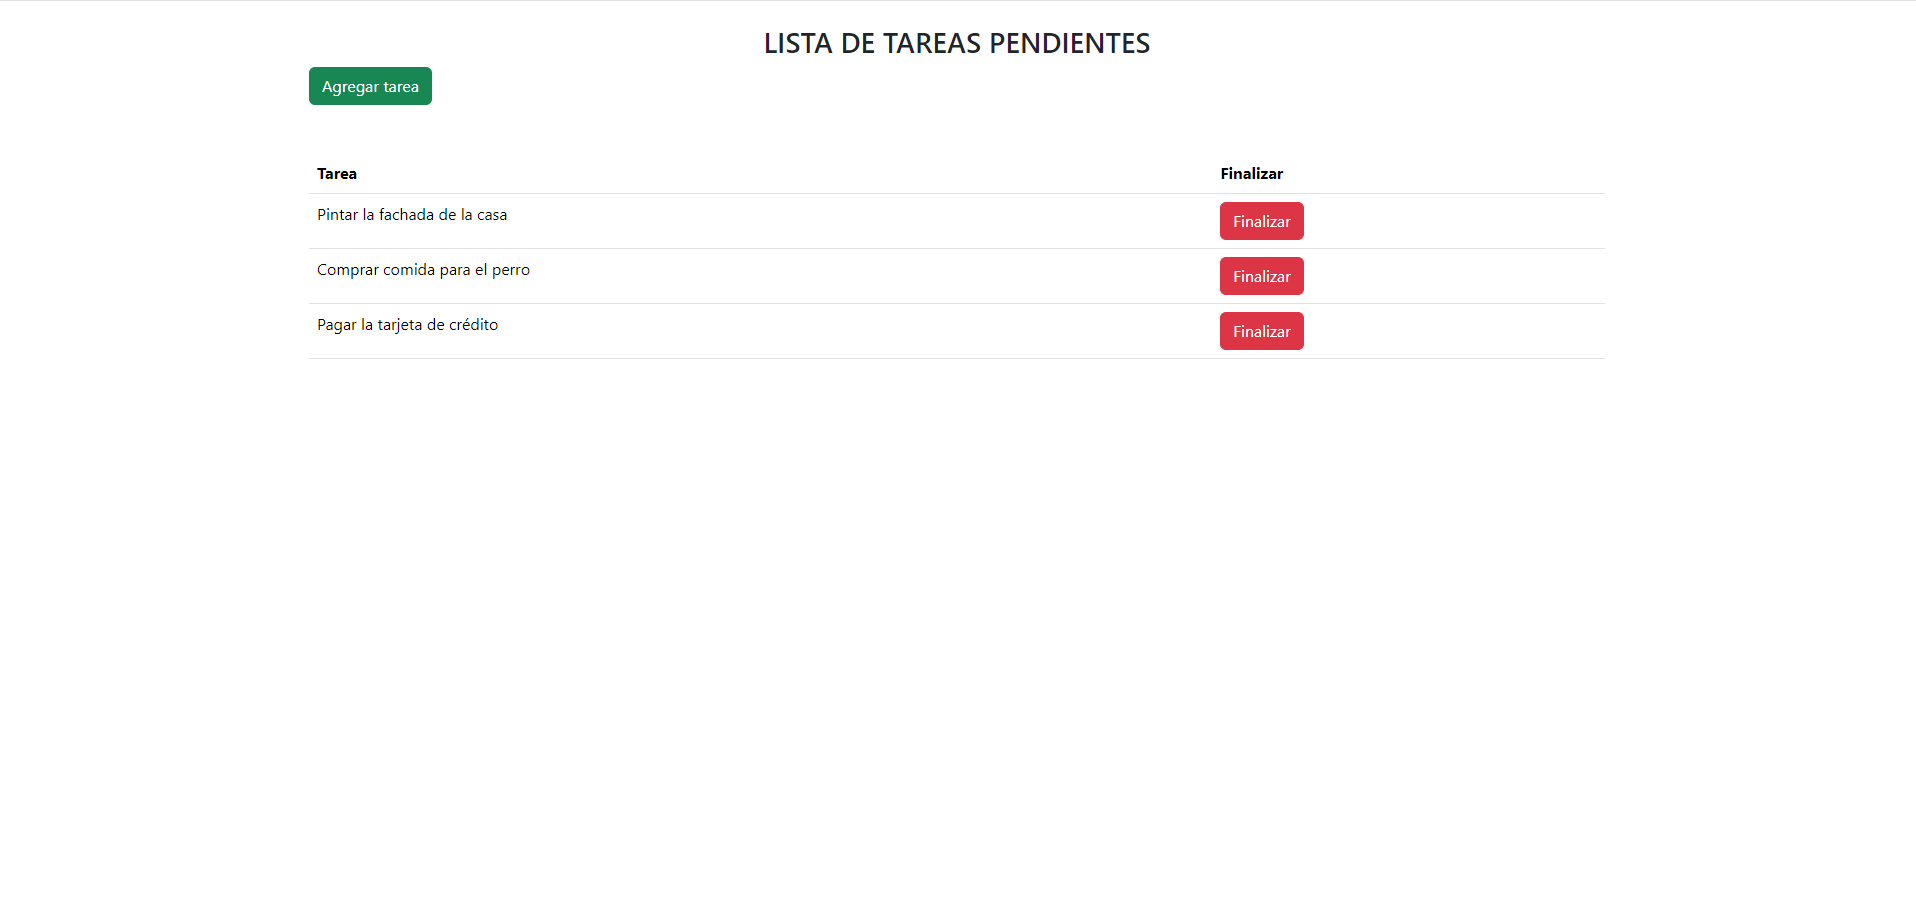 LISTA DE TAREAS PENDIENTES
Agregar tarea
Tarea Finalizar
Pintar la fachada de la casa Finalizar
Comprar comida para el perro Finalizar
Pagar la tarjeta de crédito Finalizar